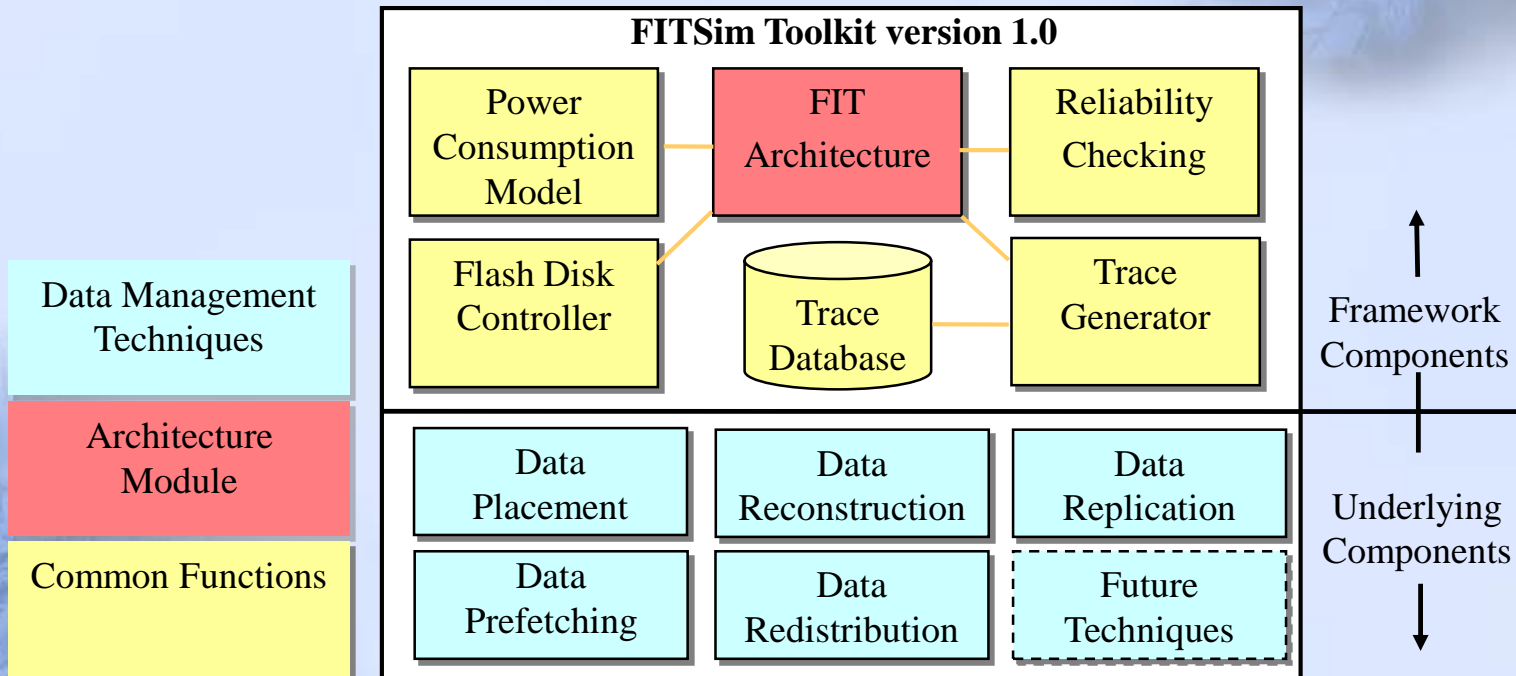 FITSim Toolkit version 1.0
Power
Consumption
Model
FIT
Architecture
Reliability
Checking
Flash Disk
Controller
Trace
Database
Trace
Generator
Data Management
Techniques
Architecture
Module
Common Functions
Framework
Components
Data
Placement
Data
Reconstruction
Data
Replication
Data
Prefetching
Data
Redistribution
Future
Techniques
Underlying
Components